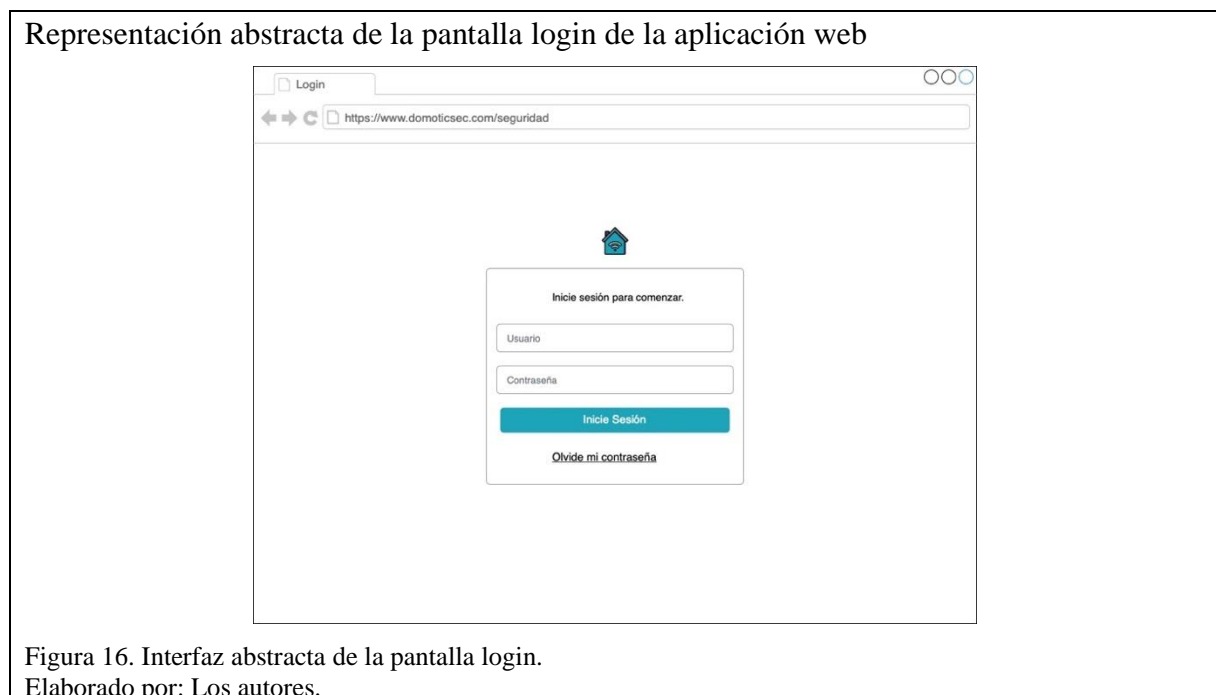 Representación abstracta de la pantalla login de la aplicación web
Login
https://www.domoticsec.com/seguridad
Inicie sesión para comenzar.
Usuario
Contraseña
Inicie Sesión
Olvide mi contraseña
Figura 16. Interfaz abstracta de la pantalla login.
Elaborado por: Los autores.